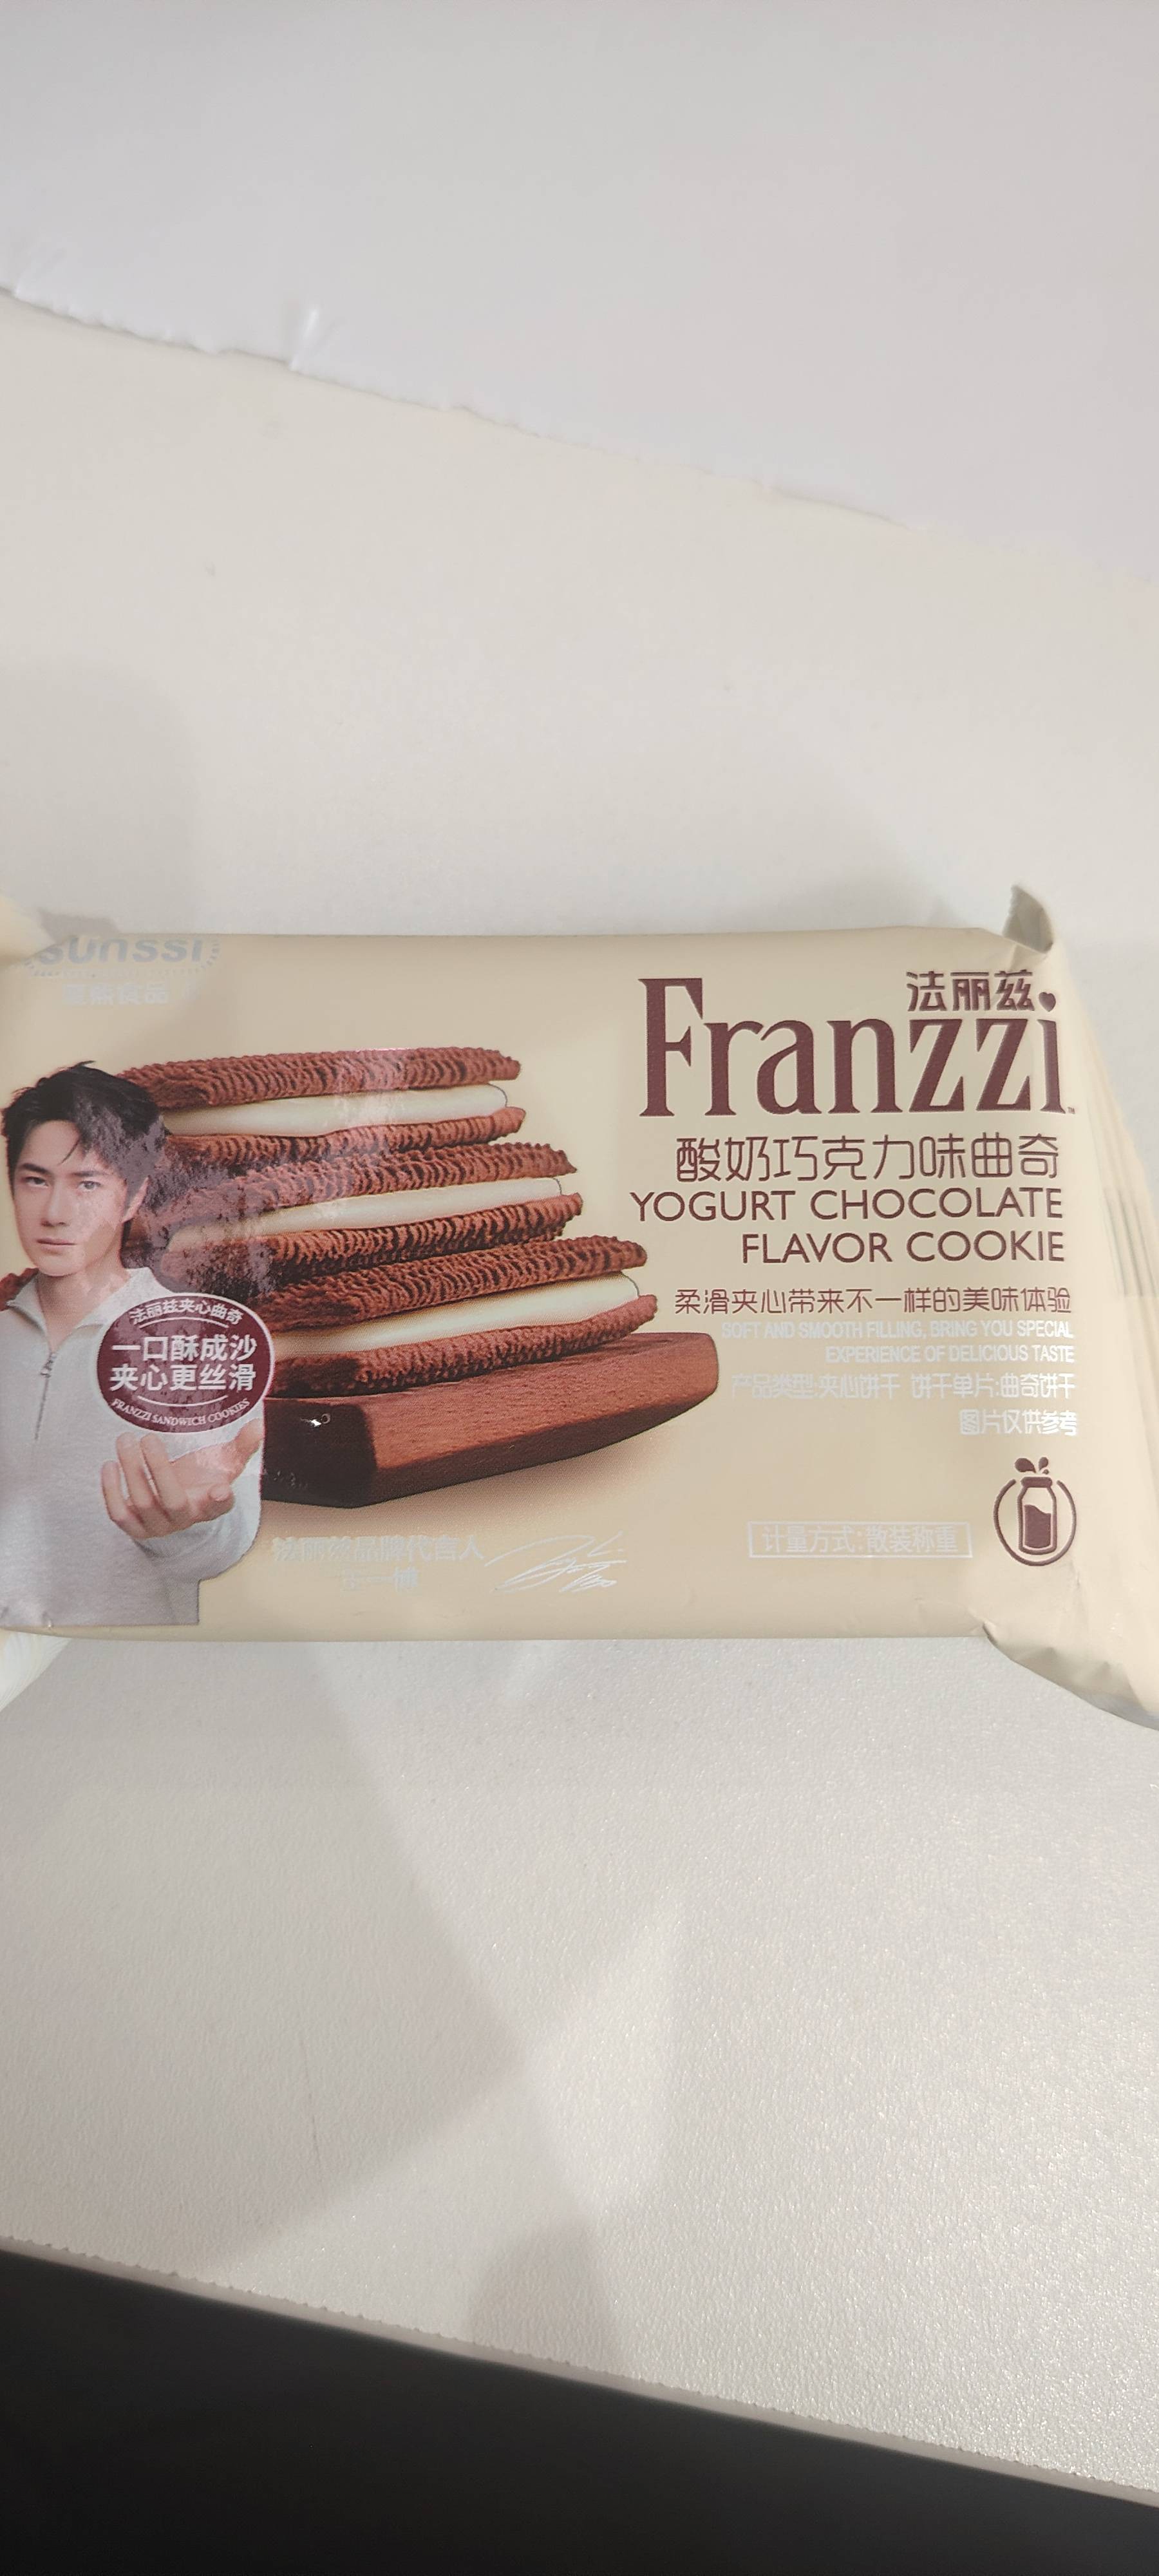 sunssi
食品
法丽兹
Franzzi
酸奶巧克力味曲奇
YOGURT CHOCOLATE
FLAVOR COOKIE
柔滑夹心带来不一样的美味体验
SOFT AND SMOOTH FILLING, BRING YOU SPECIAL
EXPERIENCE OF DELICIOUS TASTE
产品类型:夹心饼干 饼干单片:曲奇饼干
图片仅供参考
法丽兹夹心曲奇
一口酥成沙
夹心更丝滑
FRANZZI SANDWICH COOKIES
法丽兹品牌代言人
计量方式:散装称重